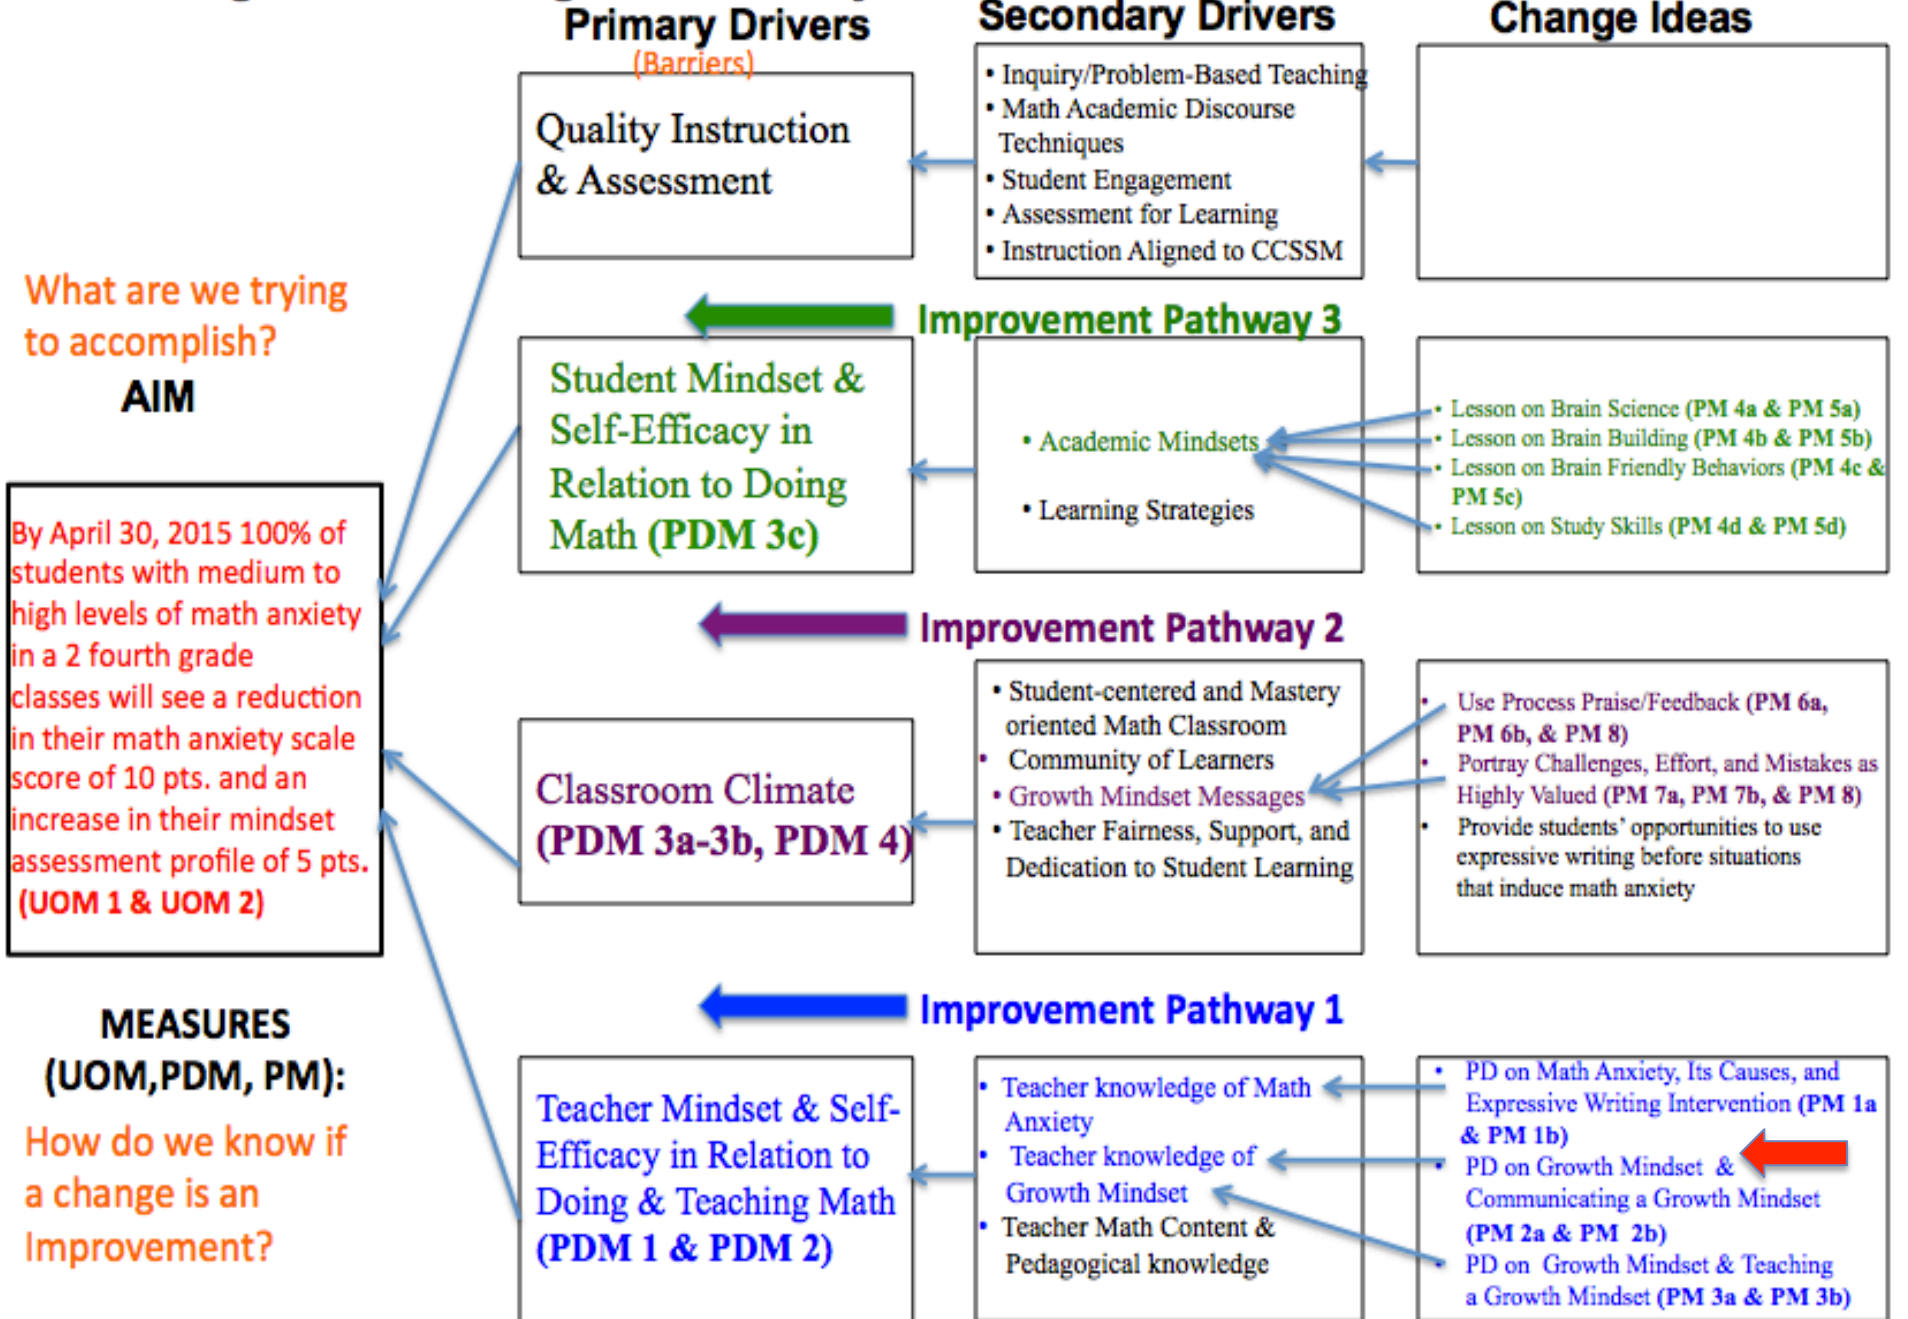 Primary Drivers
(Barriers)
Secondary Drivers
Change Ideas
Quality Instruction
& Assessment
• Inquiry/Problem-Based Teaching
• Math Academic Discourse
Techniques
• Student Engagement
• Assessment for Learning
• Instruction Aligned to CCSSM
What are we trying
to accomplish?
AIM
By April 30, 2015 100% of
students with medium to
high levels of math anxiety
in a 2 fourth grade
classes will see a reduction
in their math anxiety scale
score of 10 pts. and an
increase in their mindset
assessment profile of 5 pts.
(UOM 1 & UOM 2)
MEASURES
(UOM,PDM, PM):
How do we know if
a change is an
Improvement?
Improvement Pathway 3
Student Mindset &
Self-Efficacy in
Relation to Doing
Math (PDM 3c)
• Academic Mindsets
• Learning Strategies
• Lesson on Brain Science (PM 4a & PM 5a)
• Lesson on Brain Building (PM 4b & PM 5b)
• Lesson on Brain Friendly Behaviors (PM 4c &
PM 5c)
• Lesson on Study Skills (PM 4d & PM 5d)
Improvement Pathway 2
Classroom Climate
(PDM 3a-3b, PDM 4)
• Student-centered and Mastery
oriented Math Classroom
• Community of Learners
• Growth Mindset Messages
• Teacher Fairness, Support, and
Dedication to Student Learning
• Use Process Praise/Feedback (PM 6a,
PM 6b, & PM 8)
• Portray Challenges, Effort, and Mistakes as
Highly Valued (PM 7a, PM 7b, & PM 8)
• Provide students’ opportunities to use
expressive writing before situations
that induce math anxiety
Improvement Pathway 1
Teacher Mindset & Self-
Efficacy in Relation to
Doing & Teaching Math
(PDM 1 & PDM 2)
• Teacher knowledge of Math
Anxiety
• Teacher knowledge of
Growth Mindset
• Teacher Math Content &
Pedagogical knowledge
• PD on Math Anxiety, Its Causes, and
Expressive Writing Intervention (PM 1a
& PM 1b)
• PD on Growth Mindset &
Communicating a Growth Mindset
(PM 2a & PM 2b)
• PD on Growth Mindset & Teaching
a Growth Mindset (PM 3a & PM 3b)